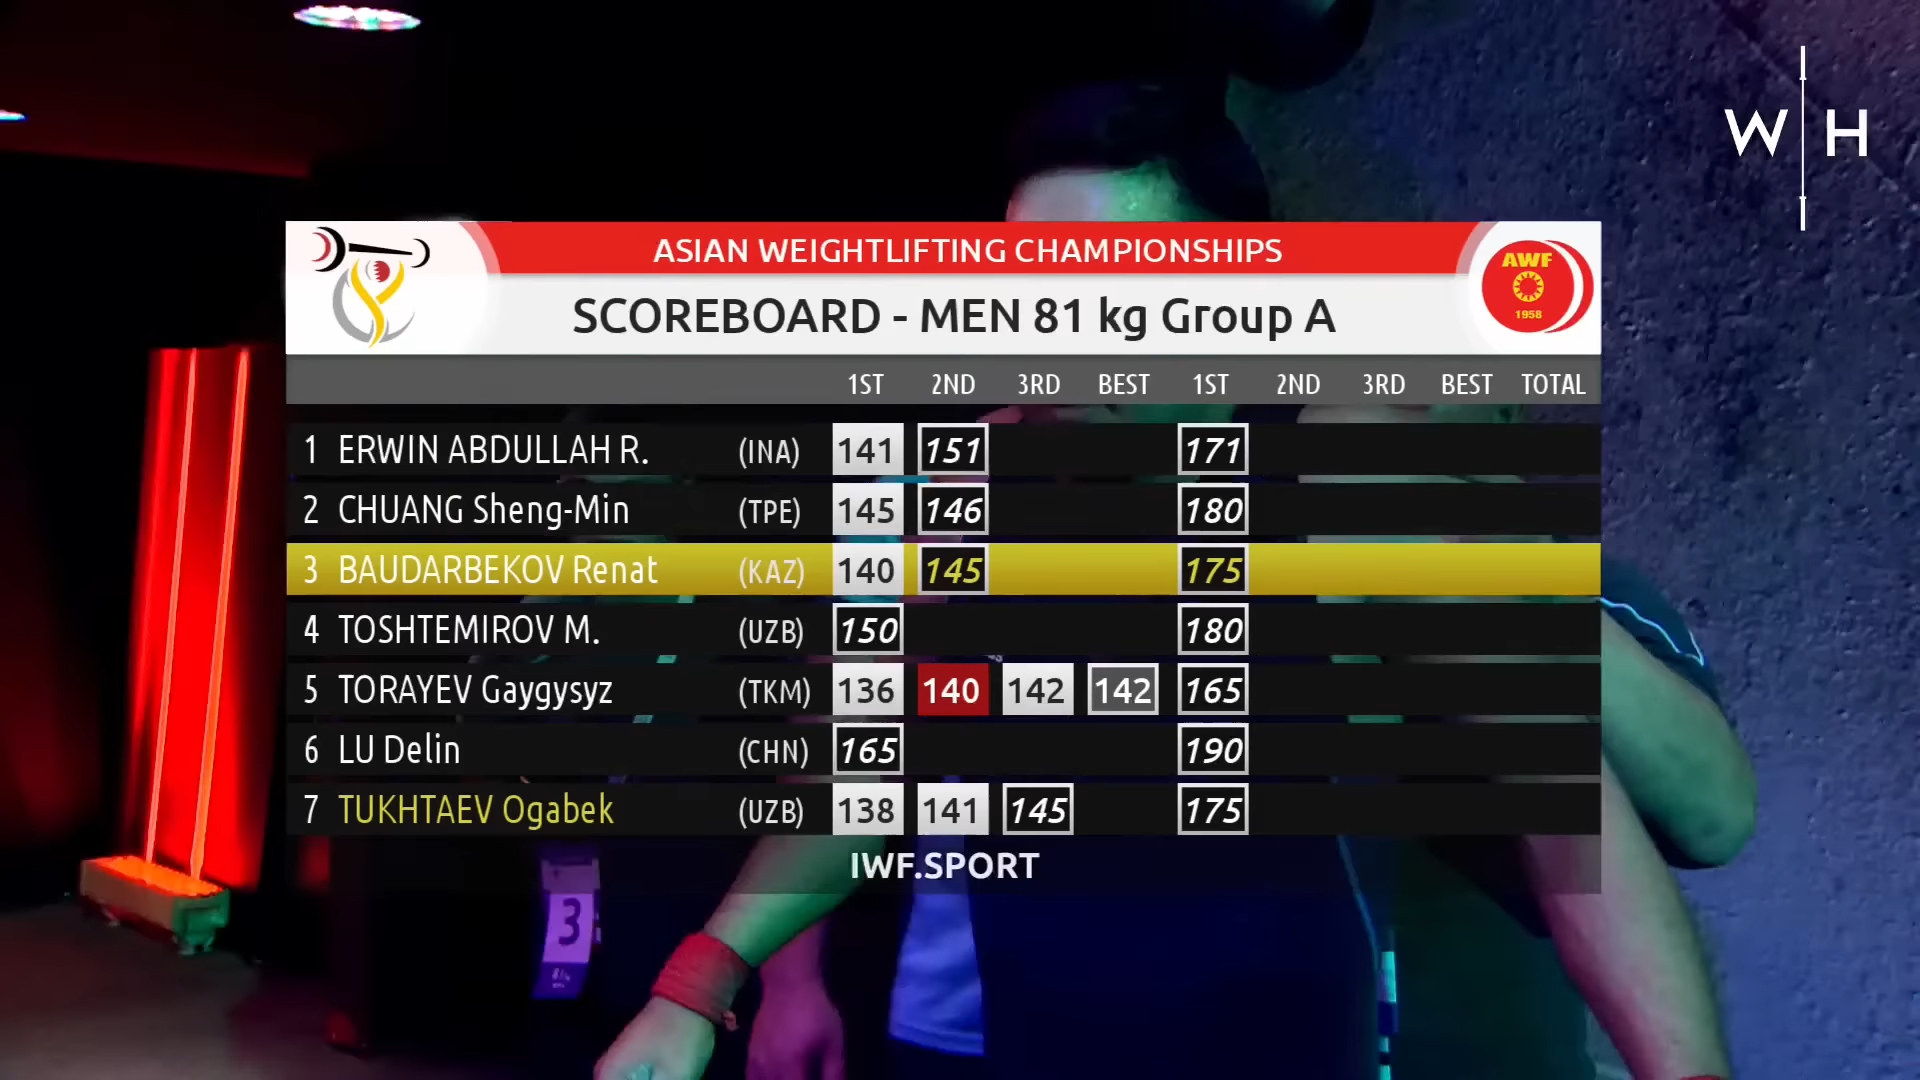 W H
ASIAN WEIGHTLIFTING CHAMPIONSHIPS
AWF
1958
SCOREBOARD - MEN 81 kg Group A
1ST 2ND 3RD BEST 1ST 2ND 3RD BEST TOTAL
1 ERWIN ABDULLAH R. (INA) 141 151 171
2 CHUANG Sheng-Min (TPE) 145 146 180
3 BAUDARBEKOV Renat (KAZ) 140 145 175
4 TOSHTEMIROV M. (UZB) 150 180
5 TORAYEV Gaygysyz (TKM) 136 140 142 142 165
6 LU Delin (CHN) 165 190
7 TUKHTAEV Ogabek (UZB) 138 141 145 175
IWF.SPORT
3